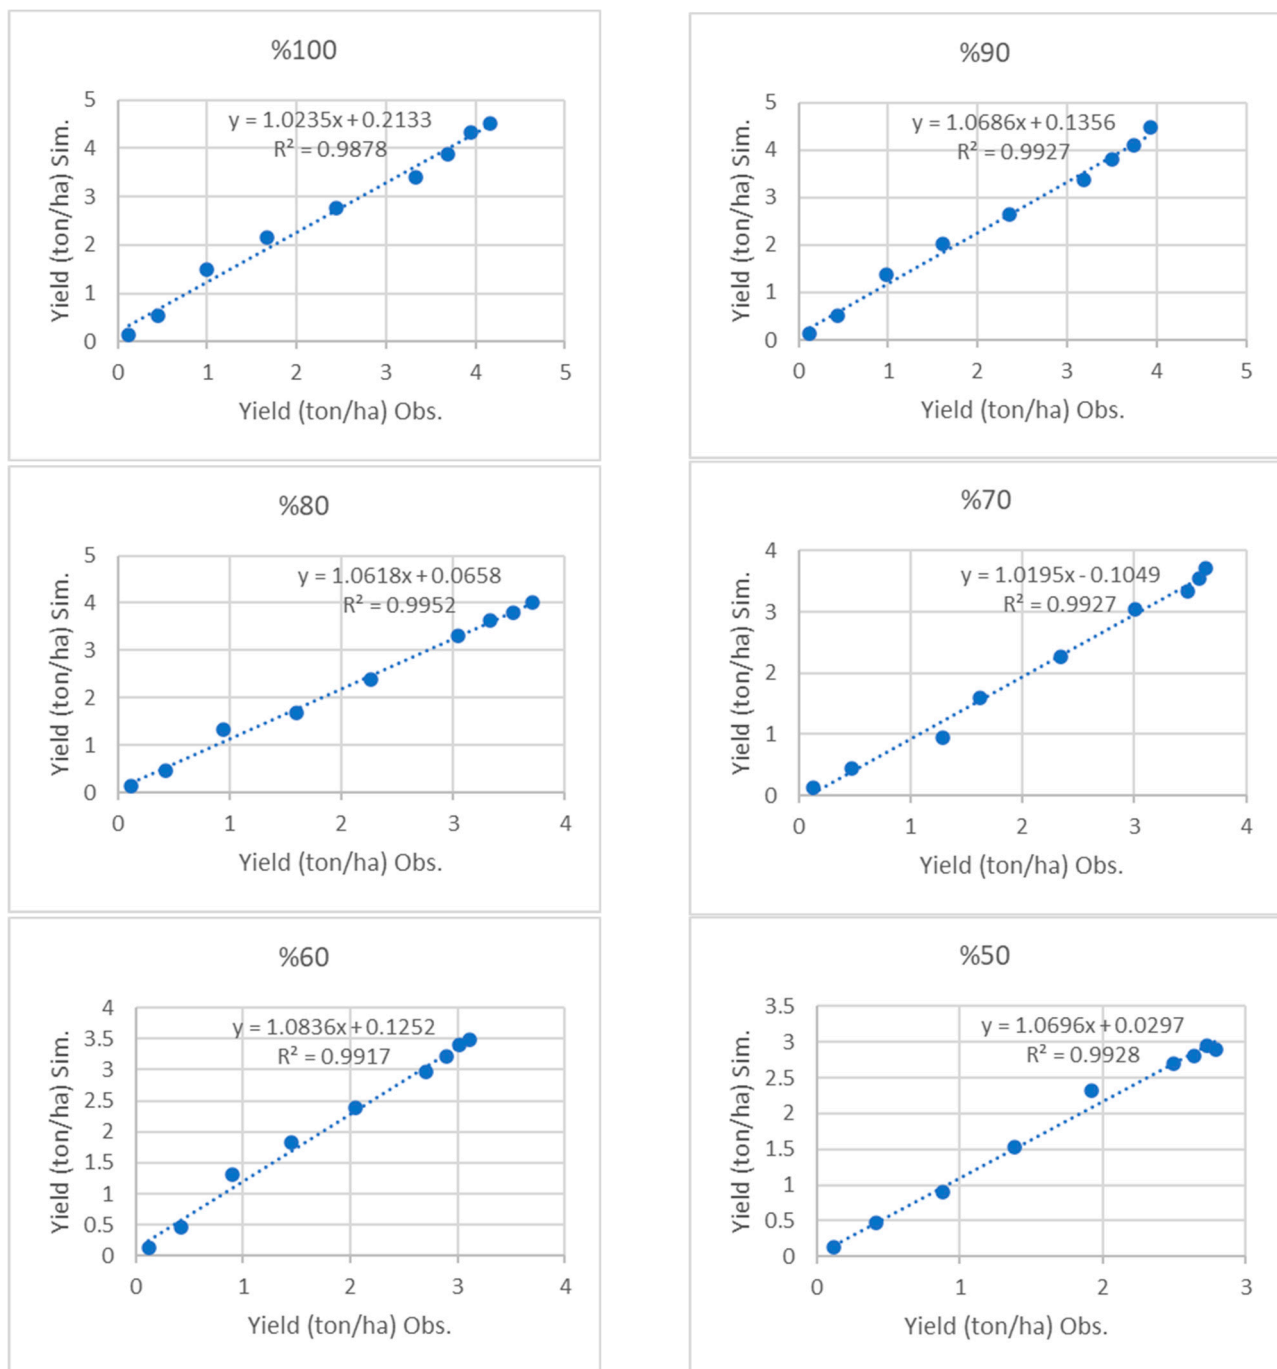 %100
y = 1.0235x + 0.2133
R² = 0.9878
Yield (ton/ha) Sim.
5
4
3
2
1
0
0 1 2 3 4 5
Yield (ton/ha) Obs.
%90
y = 1.0686x + 0.1356
R² = 0.9927
Yield (ton/ha) Sim.
5
4
3
2
1
0
0 1 2 3 4 5
Yield (ton/ha) Obs.
%80
y = 1.0618x + 0.0658
R² = 0.9952
Yield (ton/ha) Sim.
5
4
3
2
1
0
0 1 2 3 4
Yield (ton/ha) Obs.
%70
y = 1.0195x - 0.1049
R² = 0.9927
Yield (ton/ha) Sim.
4
3
2
1
0
0 1 2 3 4
Yield (ton/ha) Obs.
%60
y = 1.0836x + 0.1252
R² = 0.9917
Yield (ton/ha) Sim.
4
3.5
3
2.5
2
1.5
1
0.5
0
0 1 2 3 4
Yield (ton/ha) Obs.
%50
y = 1.0696x + 0.0297
R² = 0.9928
Yield (ton/ha) Sim.
3.5
3
2.5
2
1.5
1
0.5
0
0 1 2 3
Yield (ton/ha) Obs.